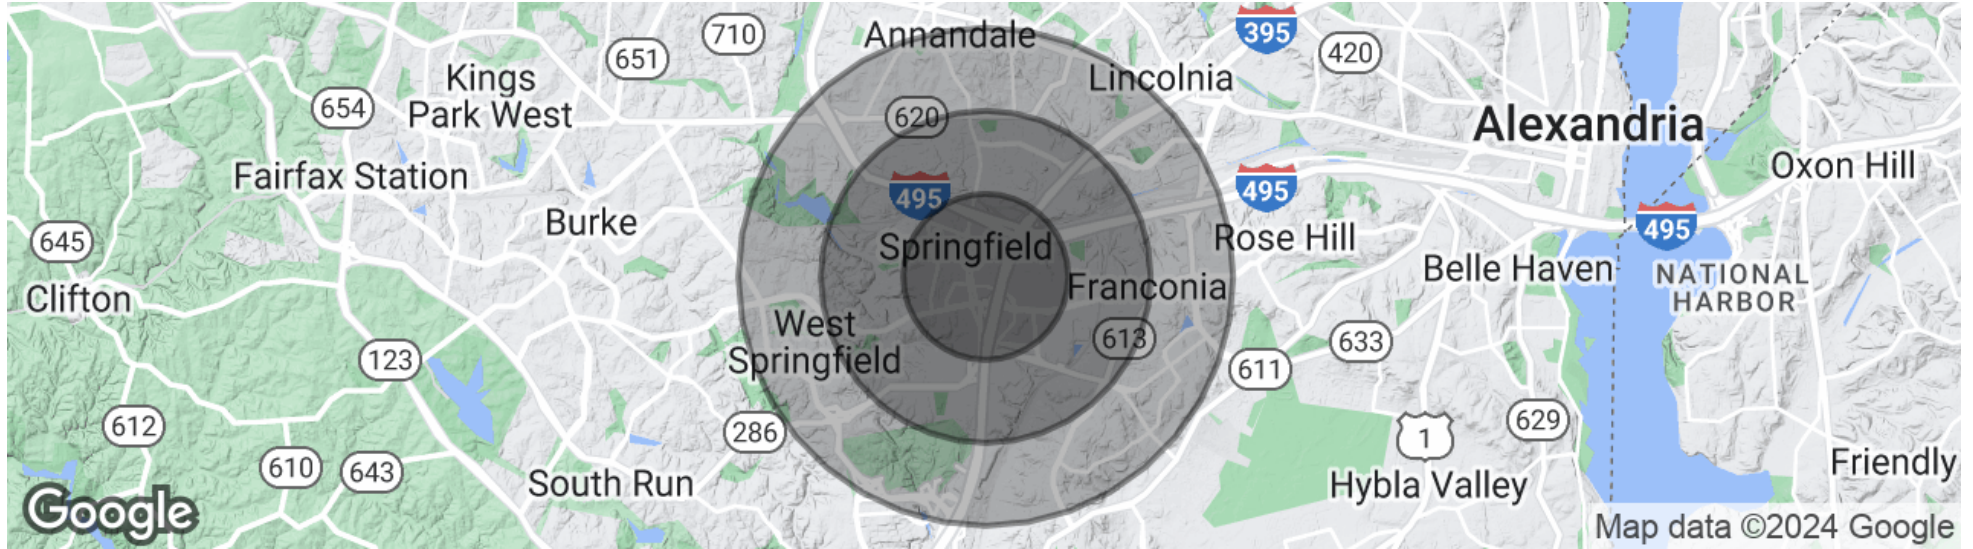 395
710
Annandale
651
420
Kings
Park West
Lincolnia
654
620
Alexandria
Fairfax Station
495
495
Oxon Hill
Burke
495
645
Springfield
Rose Hill
Belle Haven
NATIONAL
HARBOR
Clifton
Franconia
West
Springfield
613
633
123
611
612
286
1
629
610
643
South Run
Hybla Valley
Friendly
Google
Map data ©2024 Google